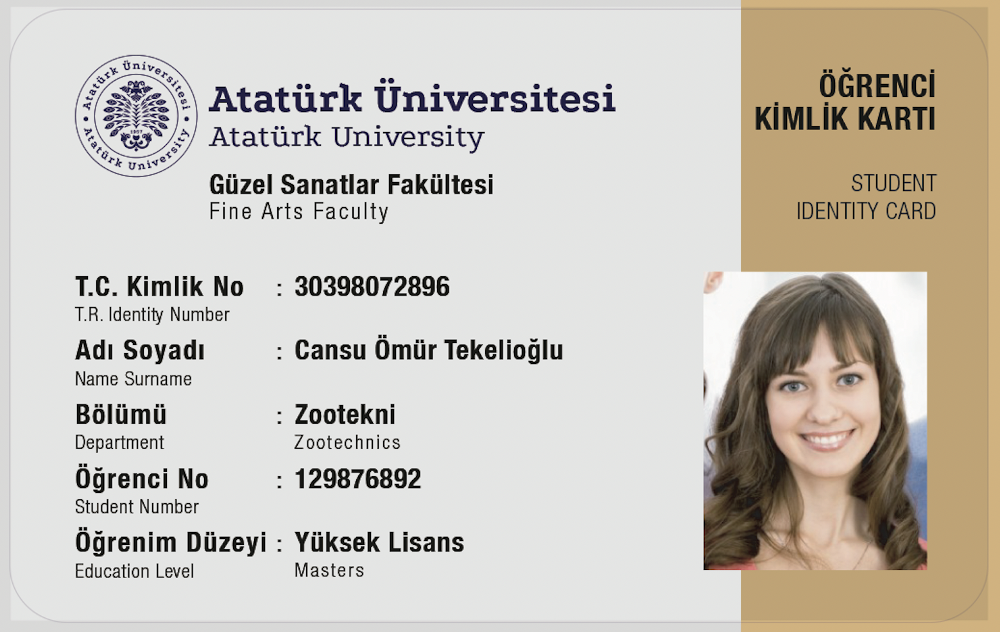 Atatürk Üniversitesi
1957
Atatürk University
Atatürk Üniversitesi
Atatürk University
Güzel Sanatlar Fakültesi
Fine Arts Faculty
ÖĞRENCİ
KİMLİK KARTI
STUDENT
IDENTITY CARD
T.C. Kimlik No : 30398072896
T.R. Identity Number
Adı Soyadı : Cansu Ömür Tekelioğlu
Name Surname
Bölümü : Zootekni
Department Zootechnics
Öğrenci No : 129876892
Student Number
Öğrenim Düzeyi : Yüksek Lisans
Education Level Masters